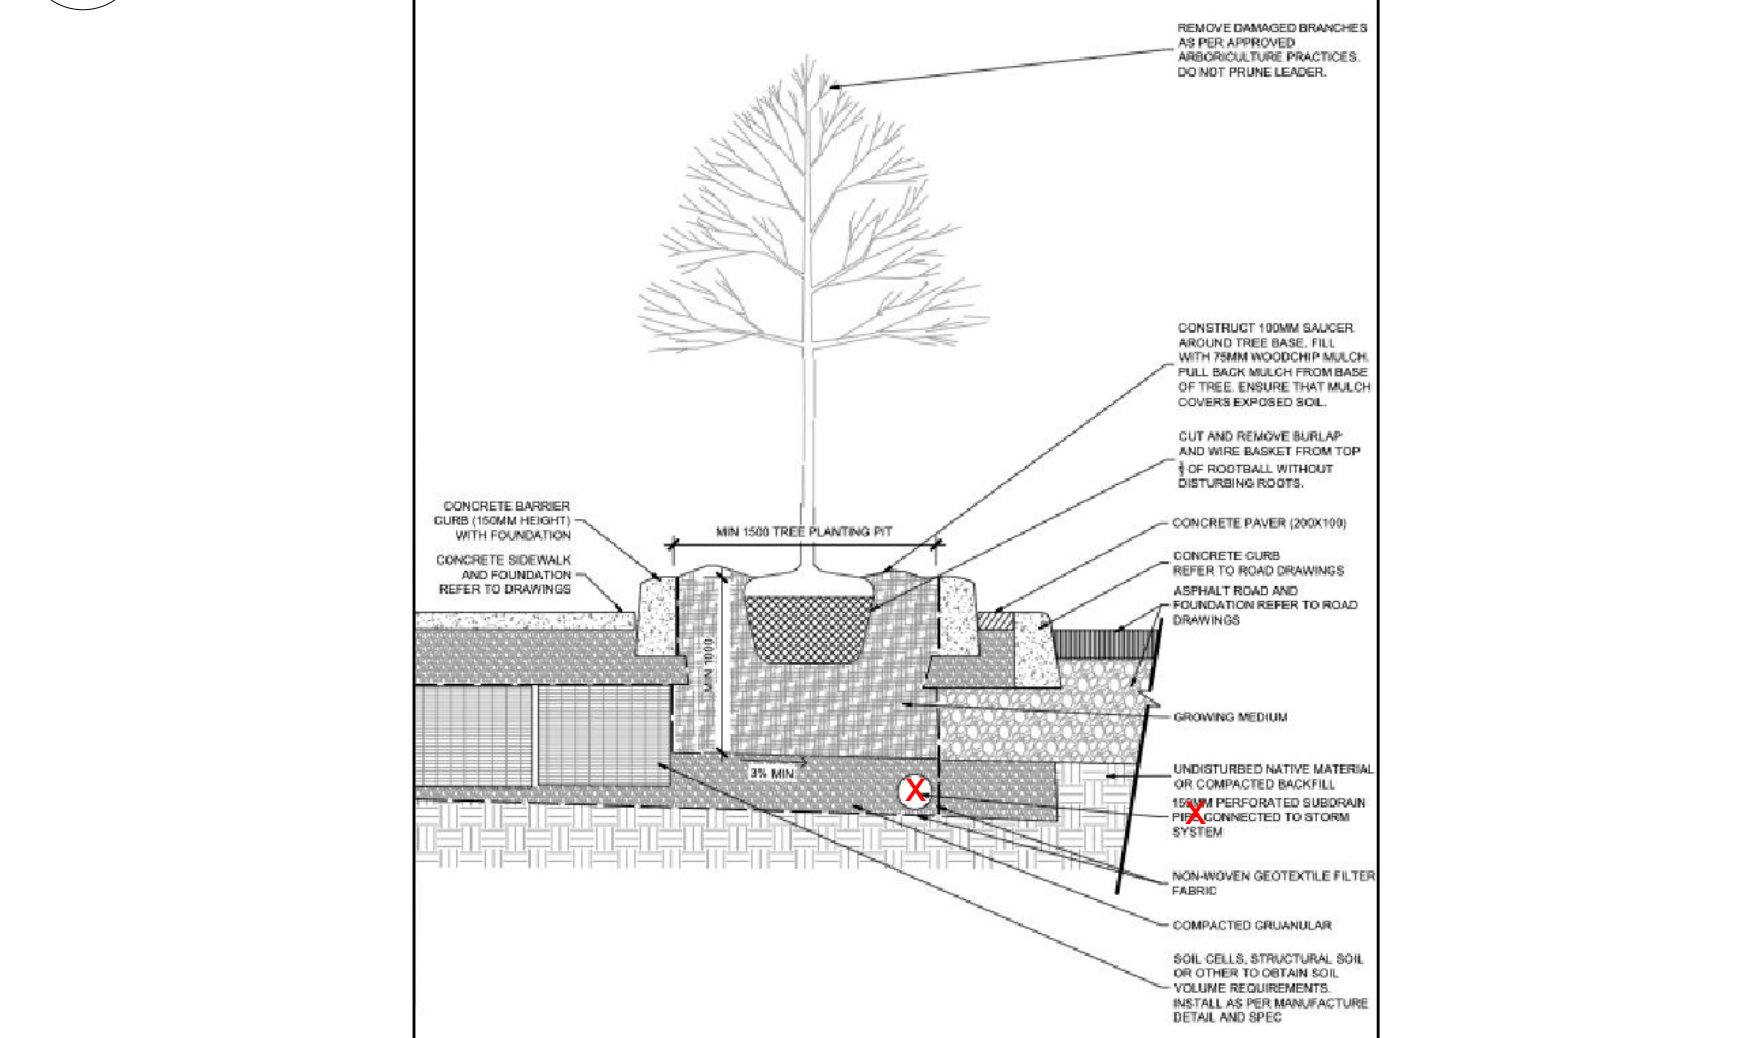 REMOVE DAMAGED BRANCHES
AS PER APPROVED
ARBORICULTURE PRACTICES.
DO NOT PRUNE LEADER.
CONSTRUCT 100MM SAUCER
AROUND TREE BASE. FILL
WITH 75MM WOODCHIP MULCH.
PULL BACK MULCH FROM BASE
OF TREE. ENSURE THAT MULCH
COVERS EXPOSED SOIL.
CUT AND REMOVE BURLAP
AND WIRE BASKET FROM TOP
OF ROOTBALL WITHOUT
DISTURBING ROOTS.
CONCRETE BARRIER
CURB (150MM HEIGHT)
WITH FOUNDATION
CONCRETE SIDEWALK
AND FOUNDATION
REFER TO DRAWINGS
MIN 1500 TREE PLANTING PIT
MIN 1000
3% MIN
CONCRETE PAVER (200X100)
CONCRETE CURB
REFER TO ROAD DRAWINGS
ASPHALT ROAD AND
FOUNDATION REFER TO ROAD
DRAWINGS
GROWING MEDIUM
UNDISTURBED NATIVE MATERIAL
OR COMPACTED BACKFILL
X
X
PERFORATED SUBDRAIN
CONNECTED TO STORM
SYSTEM
NON-WOVEN GEOTEXTILE FILTER
FABRIC
COMPACTED GRUANULAR
SOIL CELLS, STRUCTURAL SOIL
OR OTHER TO OBTAIN SOIL
VOLUME REQUIREMENTS.
INSTALL AS PER MANUFACTURE
DETAIL AND SPEC